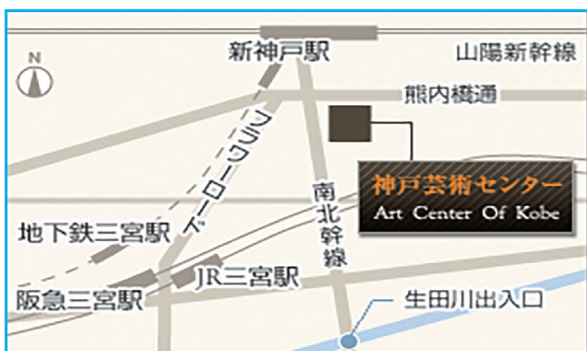 新神戸駅
山陽新幹線
N
熊内橋通
フラワーロード
神戸芸術センター
Art Center Of Kobe
南北幹線
地下鉄三宮駅
JR三宮駅
阪急三宮駅
生田川出入口